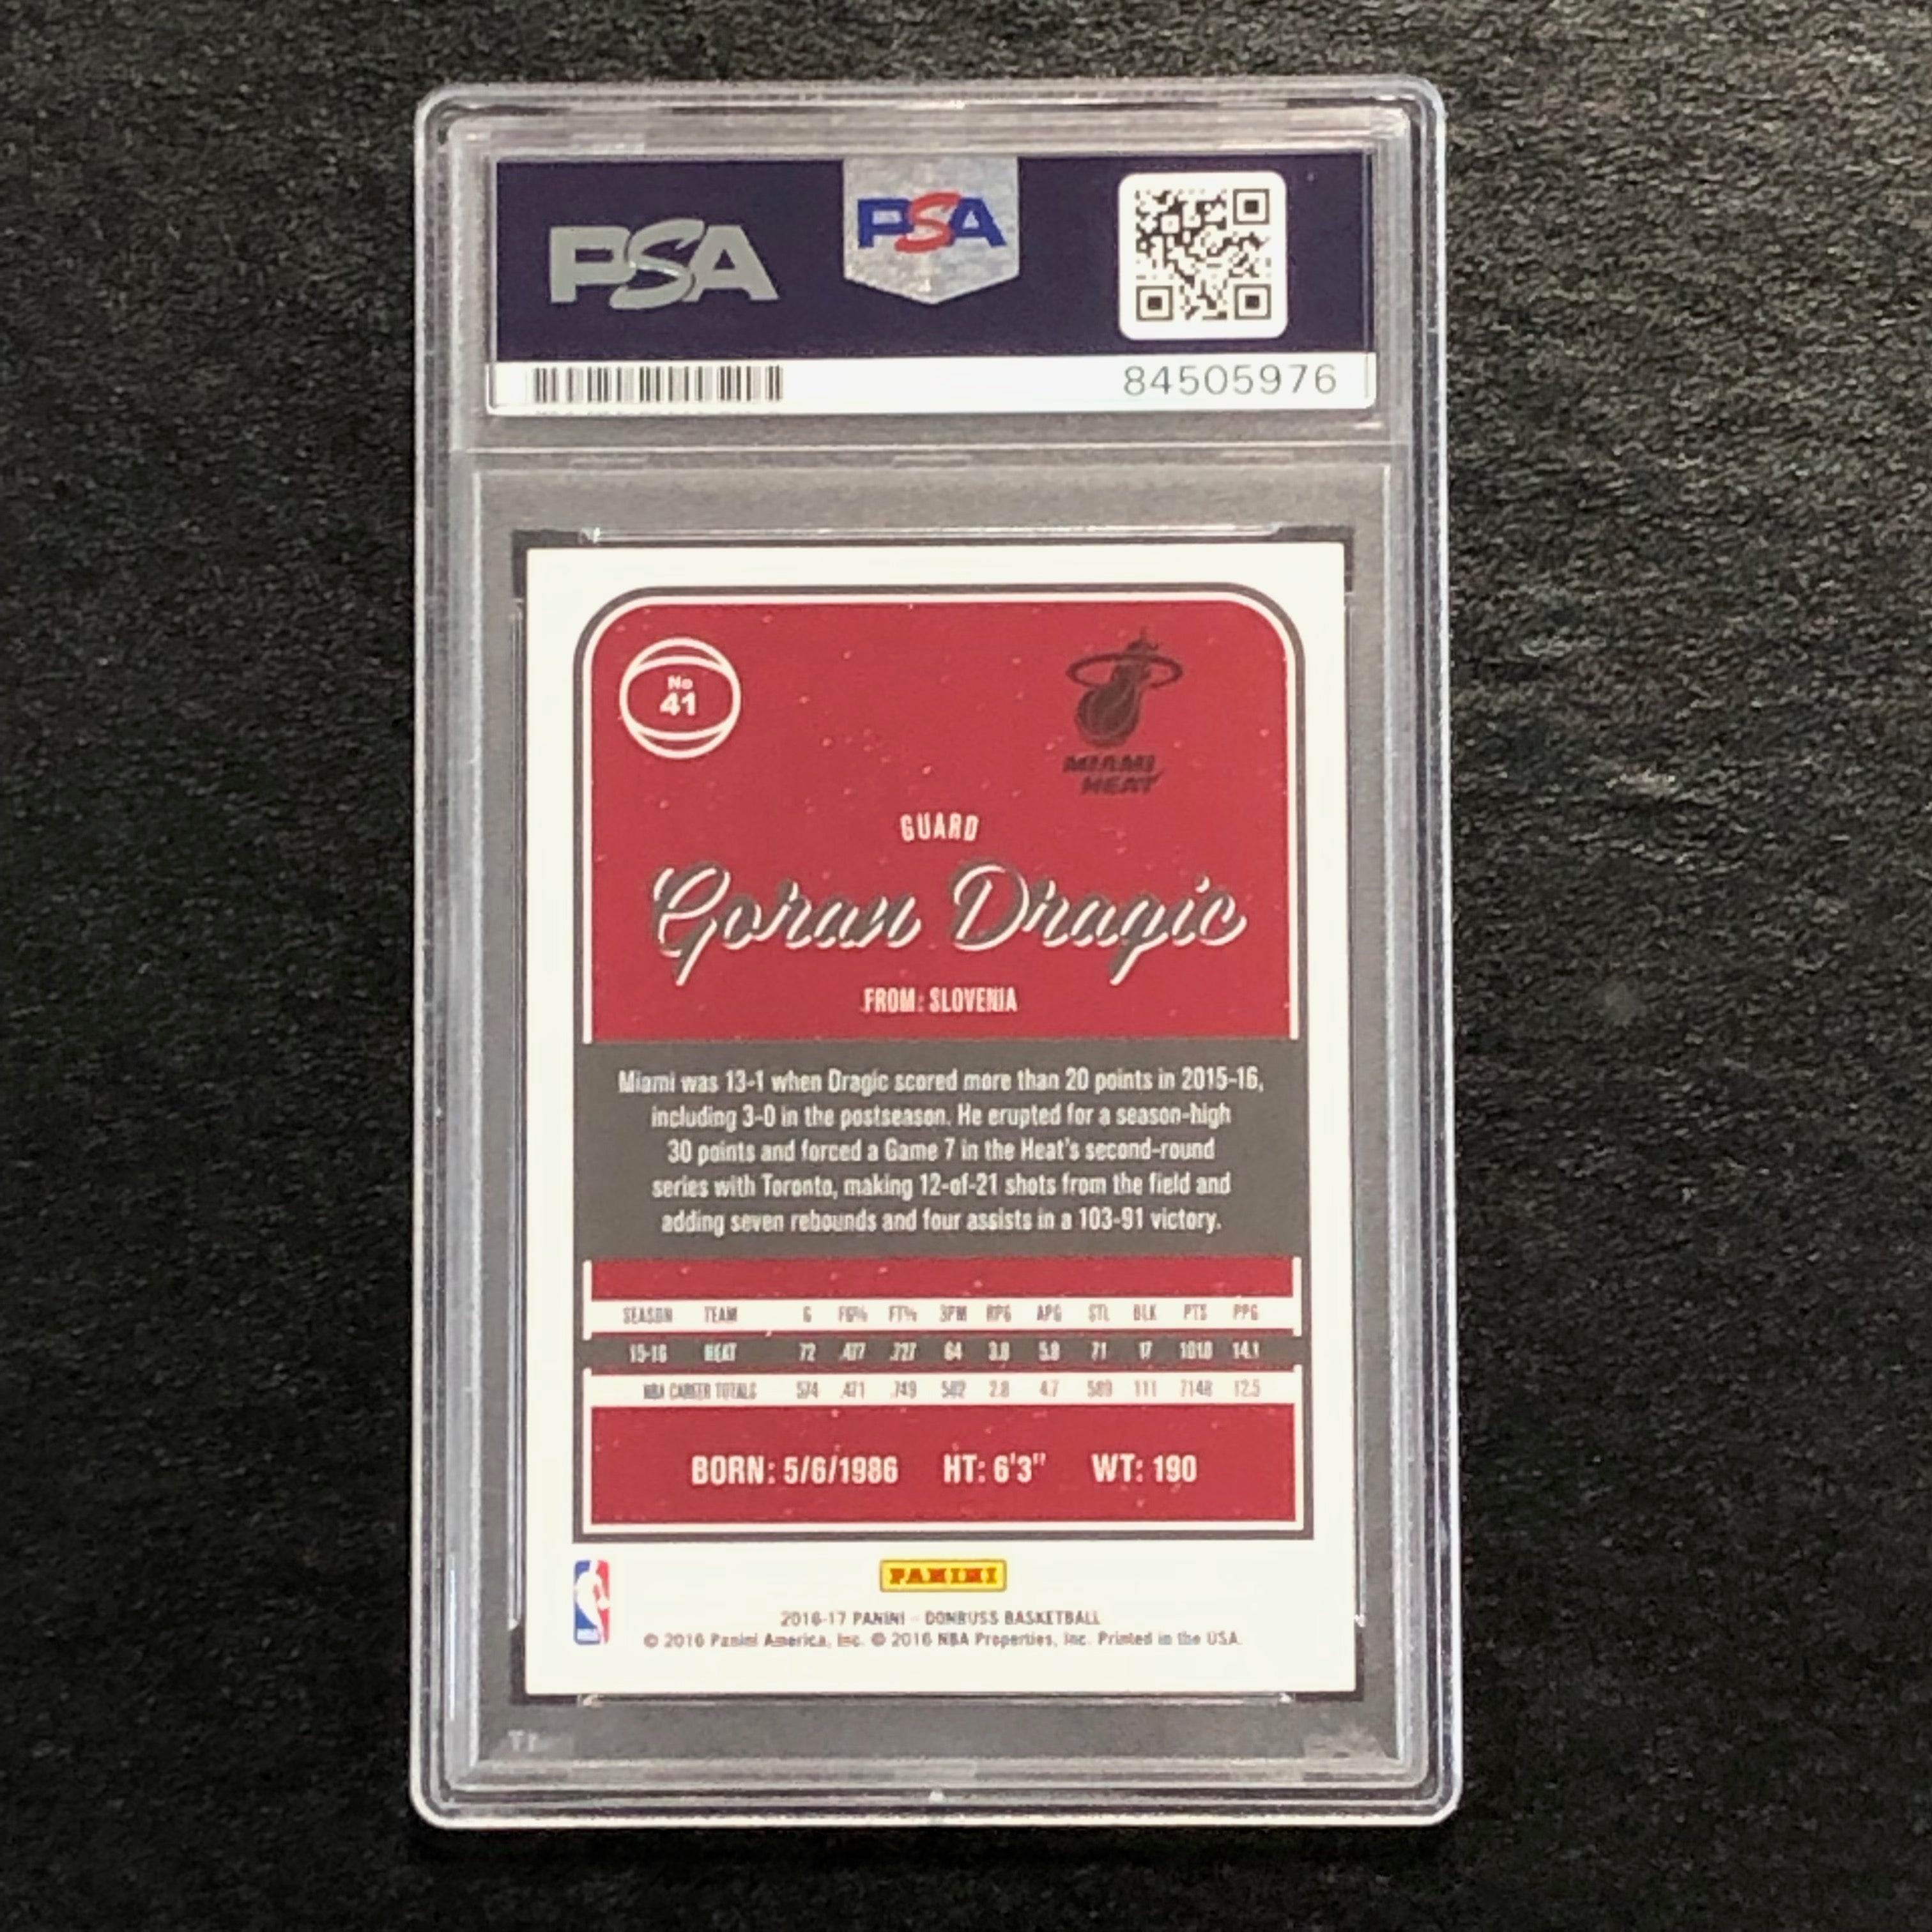 PSA
PSA
84505976
No
41
MIAMI
HEAT
GUARD
Goran Dragic
FROM: SLOVENIA
Miami was 13-1 when Dragic scored more than 20 points in 2015-16,
including 3-0 in the postseason. He erupted for a season-high
30 points and forced a Game 7 in the Heat's second-round
series with Toronto, making 12-of-21 shots from the field and
adding seven rebounds and four assists in a 103-91 victory.
SEASON TEAM G FG% FT% 3PM RPG APG STL BLK PTS PPG
15-16 HEAT 72 .477 .727 64 3.8 5.8 71 17 1018 14.1
NBA CAREER TOTALS 574 .471 .749 502 2.8 4.7 589 111 7148 12.5
BORN: 5/6/1986 HT: 6'3" WT: 190
PANINI
2016-17 PANINI - DONRUSS BASKETBALL
© 2016 Panini America, Inc. © 2016 NBA Properties, Inc. Printed in the USA.